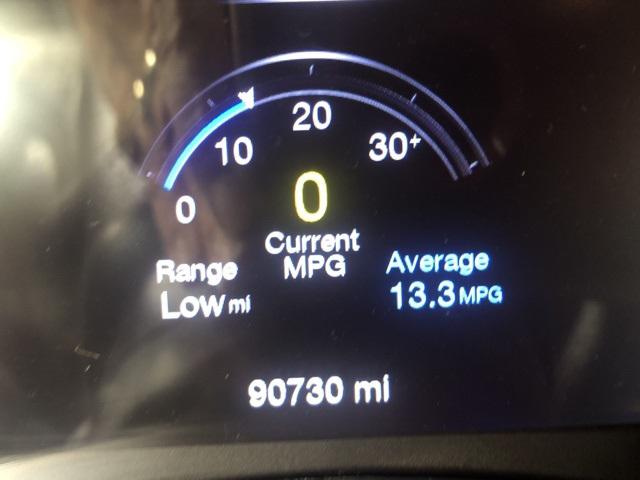 20
10
30+
0
0
Current
MPG
Range
Low mi
Average
13.3 MPG
90730 mi